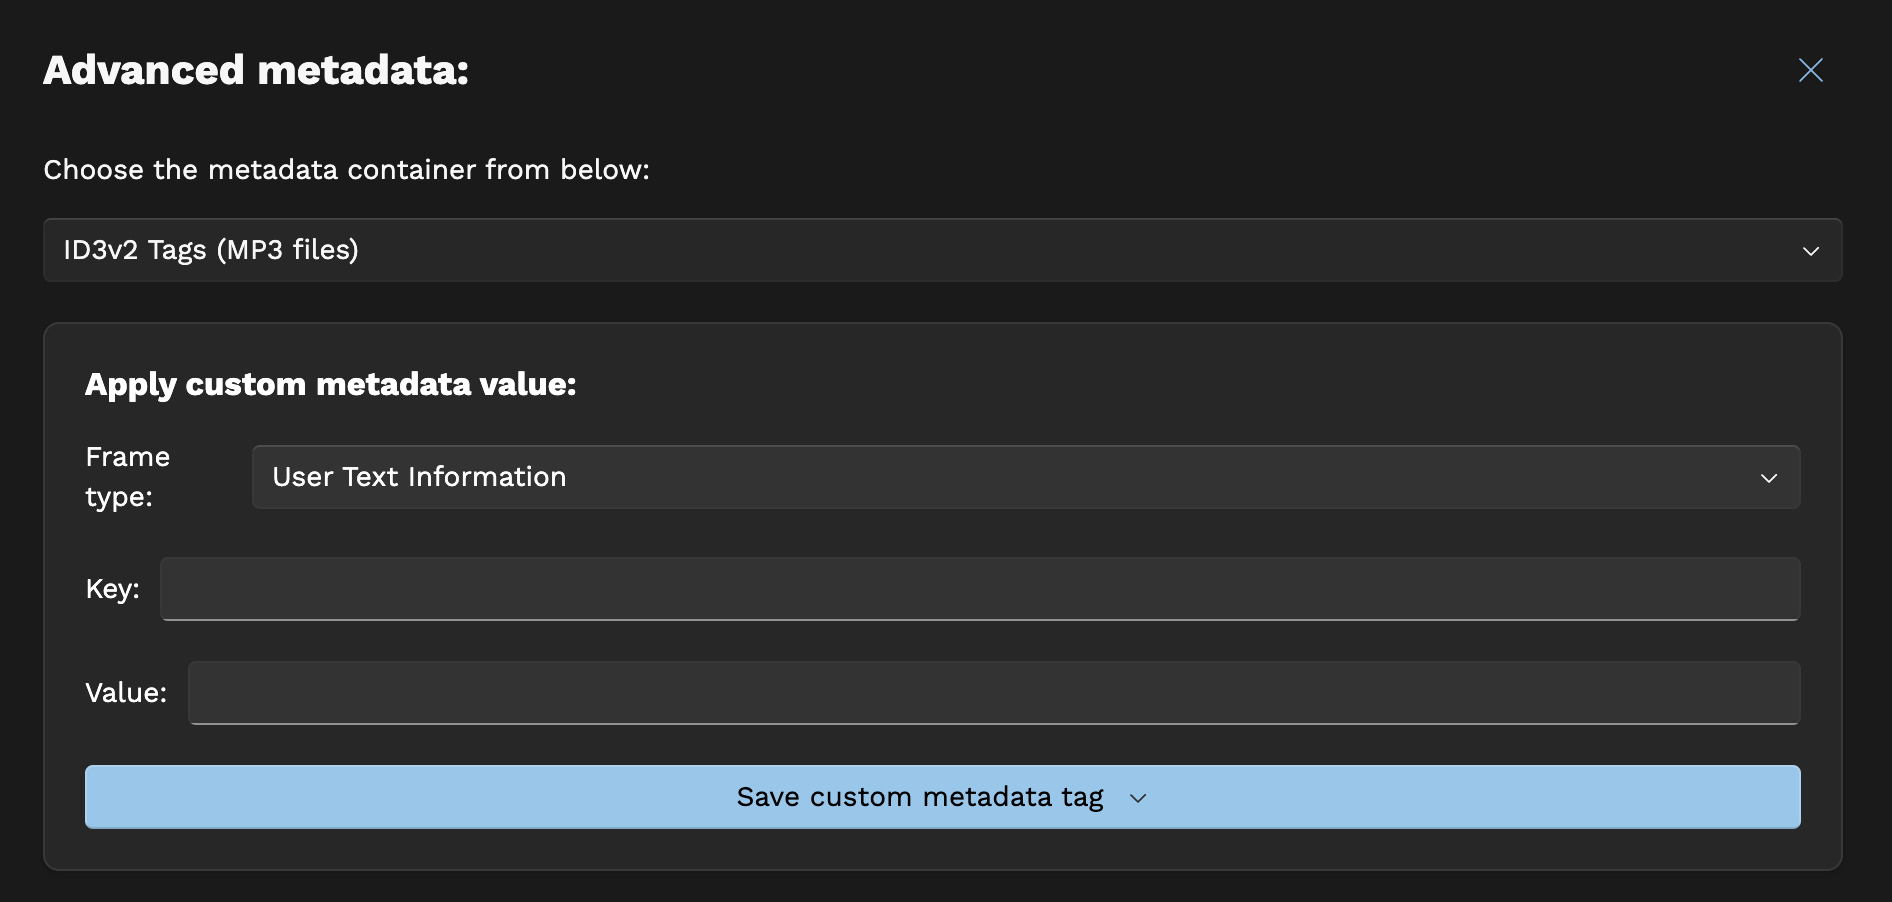 Advanced metadata:
Choose the metadata container from below:
ID3v2 Tags (MP3 files)
Apply custom metadata value:
Frame
type:
User Text Information
Key:
Value:
Save custom metadata tag